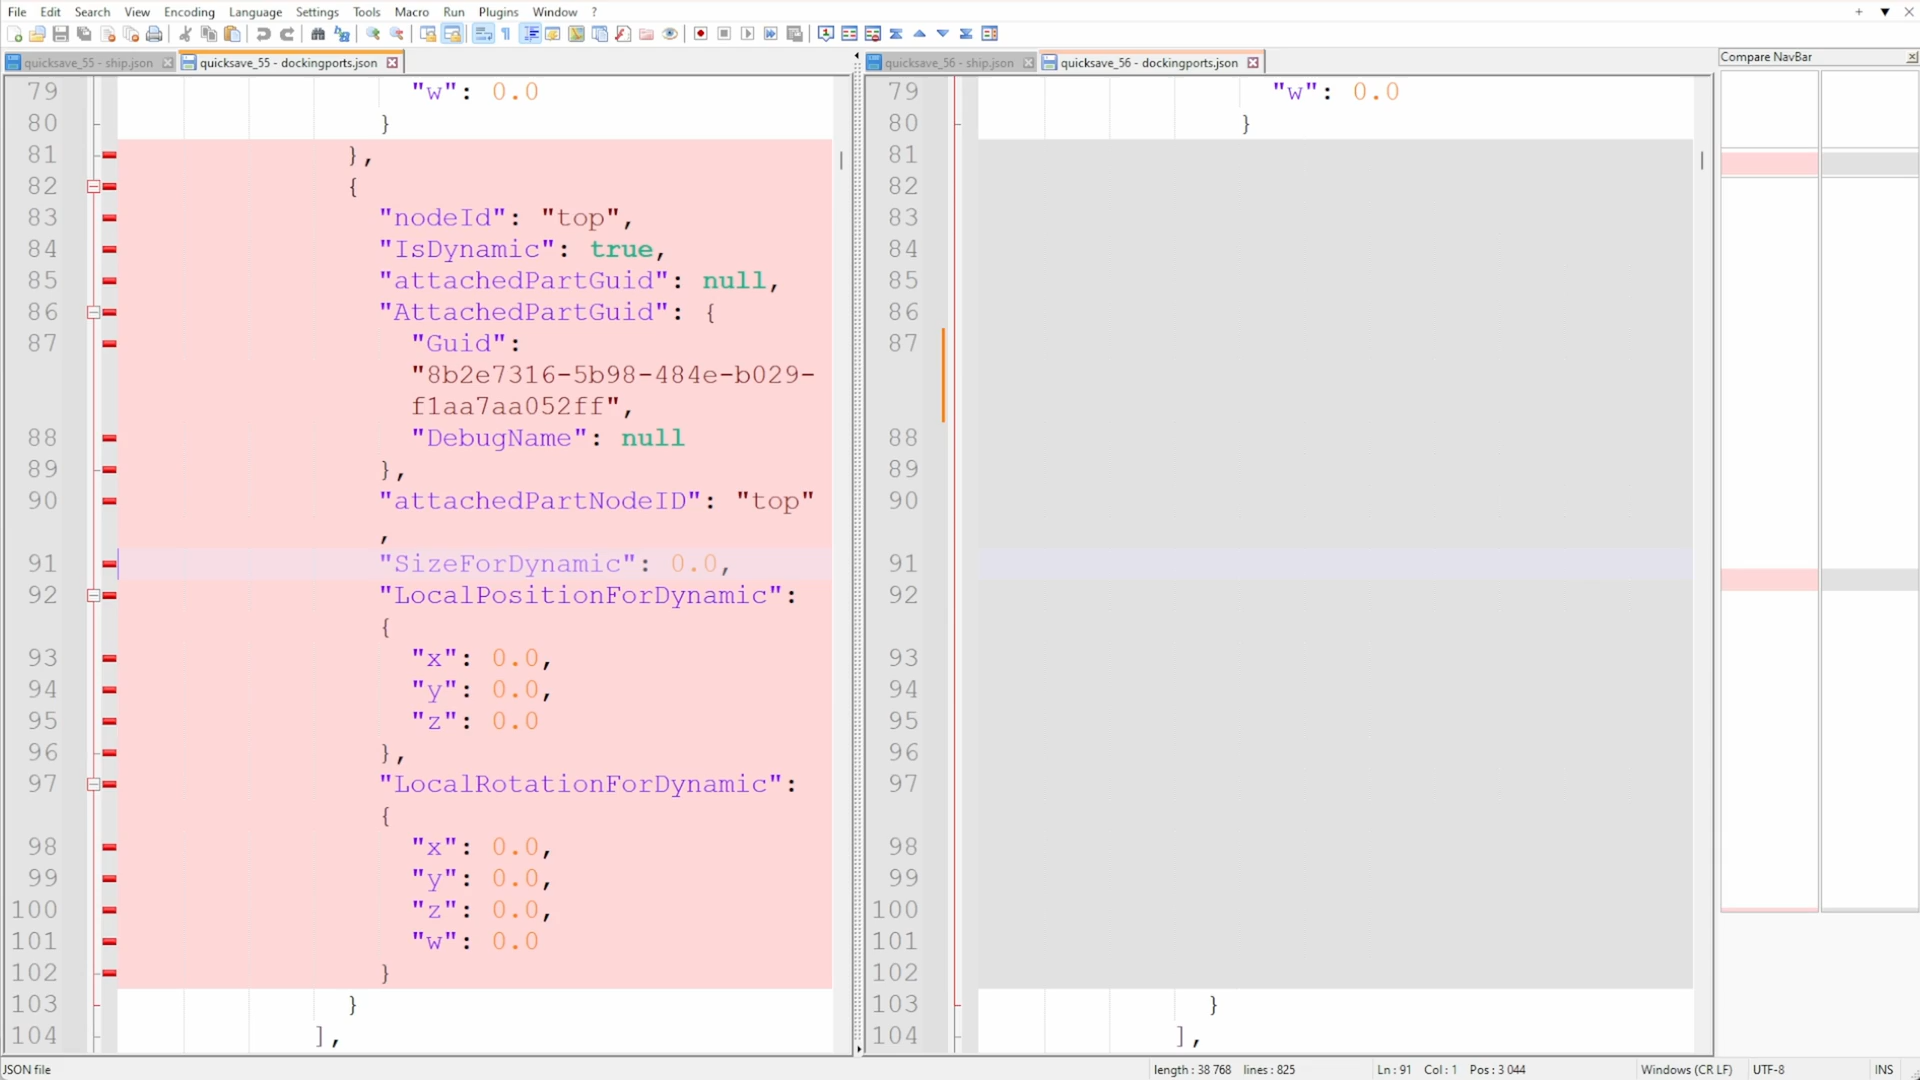 File Edit Search View Encoding Language Settings Tools Macro Run Plugins Window ?
quicksave_55 - ship.json quicksave_55 - dockingports.json
quicksave_56 - ship.json quicksave_56 - dockingports.json
Compare NavBar
79 "w": 0.0
80 }
81 },
82 {
83 "nodeId": "top",
84 "IsDynamic": true,
85 "attachedPartGuid": null,
86 "AttachedPartGuid": {
87 "Guid":
"8b2e7316-5b98-484e-b029-
f1aa7aa052ff",
88 "DebugName": null
89 },
90 "attachedPartNodeID": "top"
,
91 "SizeForDynamic": 0.0,
92 "LocalPositionForDynamic":
{
93 "x": 0.0,
94 "y": 0.0,
95 "z": 0.0
96 },
97 "LocalRotationForDynamic":
{
98 "x": 0.0,
99 "y": 0.0,
100 "z": 0.0,
101 "w": 0.0
102 }
103 }
104 ],
79 "w": 0.0
80 }
81
82
83
84
85
86
87
88
89
90
91
92
93
94
95
96
97
98
99
100
101
102
103 }
104 ],
JSON file length : 38 768 lines : 825 Ln : 91 Col : 1 Pos : 3 044 Windows (CR LF) UTF-8 INS